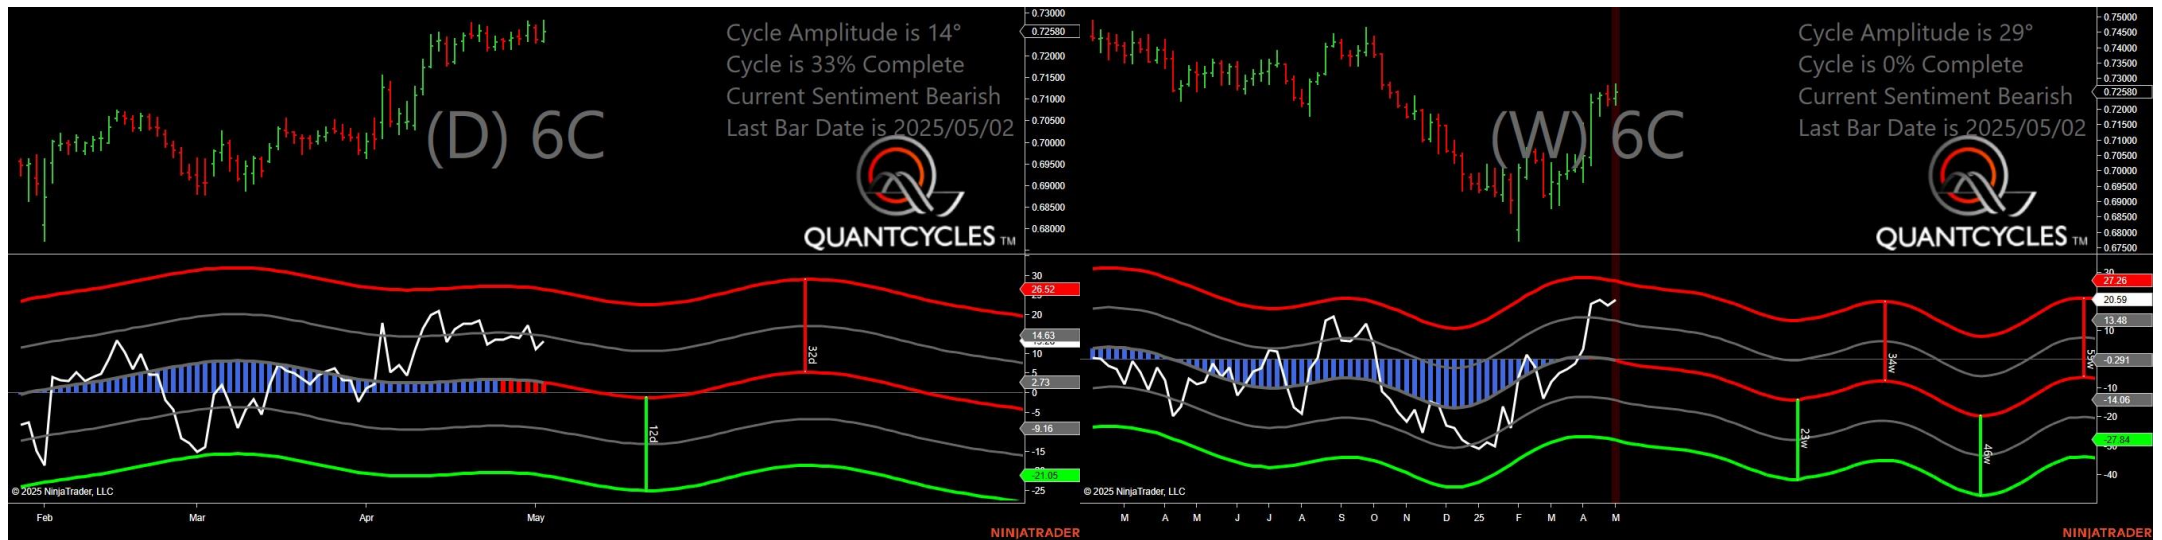 Cycle Amplitude is 14°
Cycle is 33% Complete
Current Sentiment Bearish
Last Bar Date is 2025/05/02
(D) 6C
QUANTCYCLES TM
0.73000
0.72580
0.72000
0.71500
0.71000
0.70500
0.70000
0.69500
0.69000
0.68500
0.68000
30
26.52
20
14.63
10
5
2.73
0
-5
-9.16
-15
-21.05
-25
32d
12d
© 2025 NinjaTrader, LLC
Feb Mar Apr May
NINJATRADER
Cycle Amplitude is 29°
Cycle is 0% Complete
Current Sentiment Bearish
Last Bar Date is 2025/05/02
(W) 6C
QUANTCYCLES TM
0.75000
0.74500
0.74000
0.73500
0.73000
0.72580
0.72000
0.71500
0.71000
0.70500
0.70000
0.69500
0.69000
0.68500
0.68000
0.67500
30
27.26
20.59
13.48
10
-0.291
-10
-14.06
-20
-27.84
-40
34w
23w
46w
© 2025 NinjaTrader, LLC
M A M J J A S O N D 25 F M A M
NINJATRADER